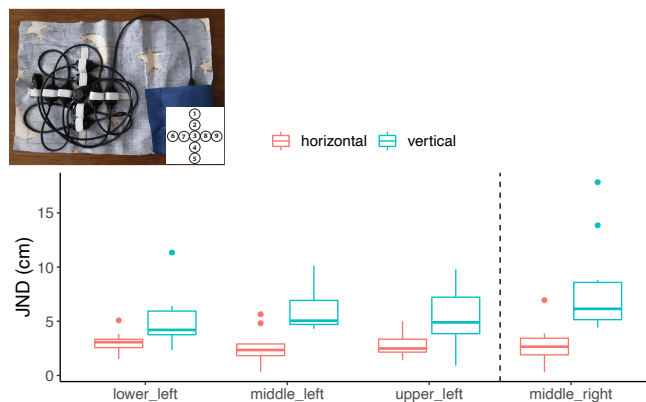 1
2
6 7 3 8 9
4
5
horizontal vertical
JND (cm)
15
10
5
0
lower_left middle_left upper_left middle_right